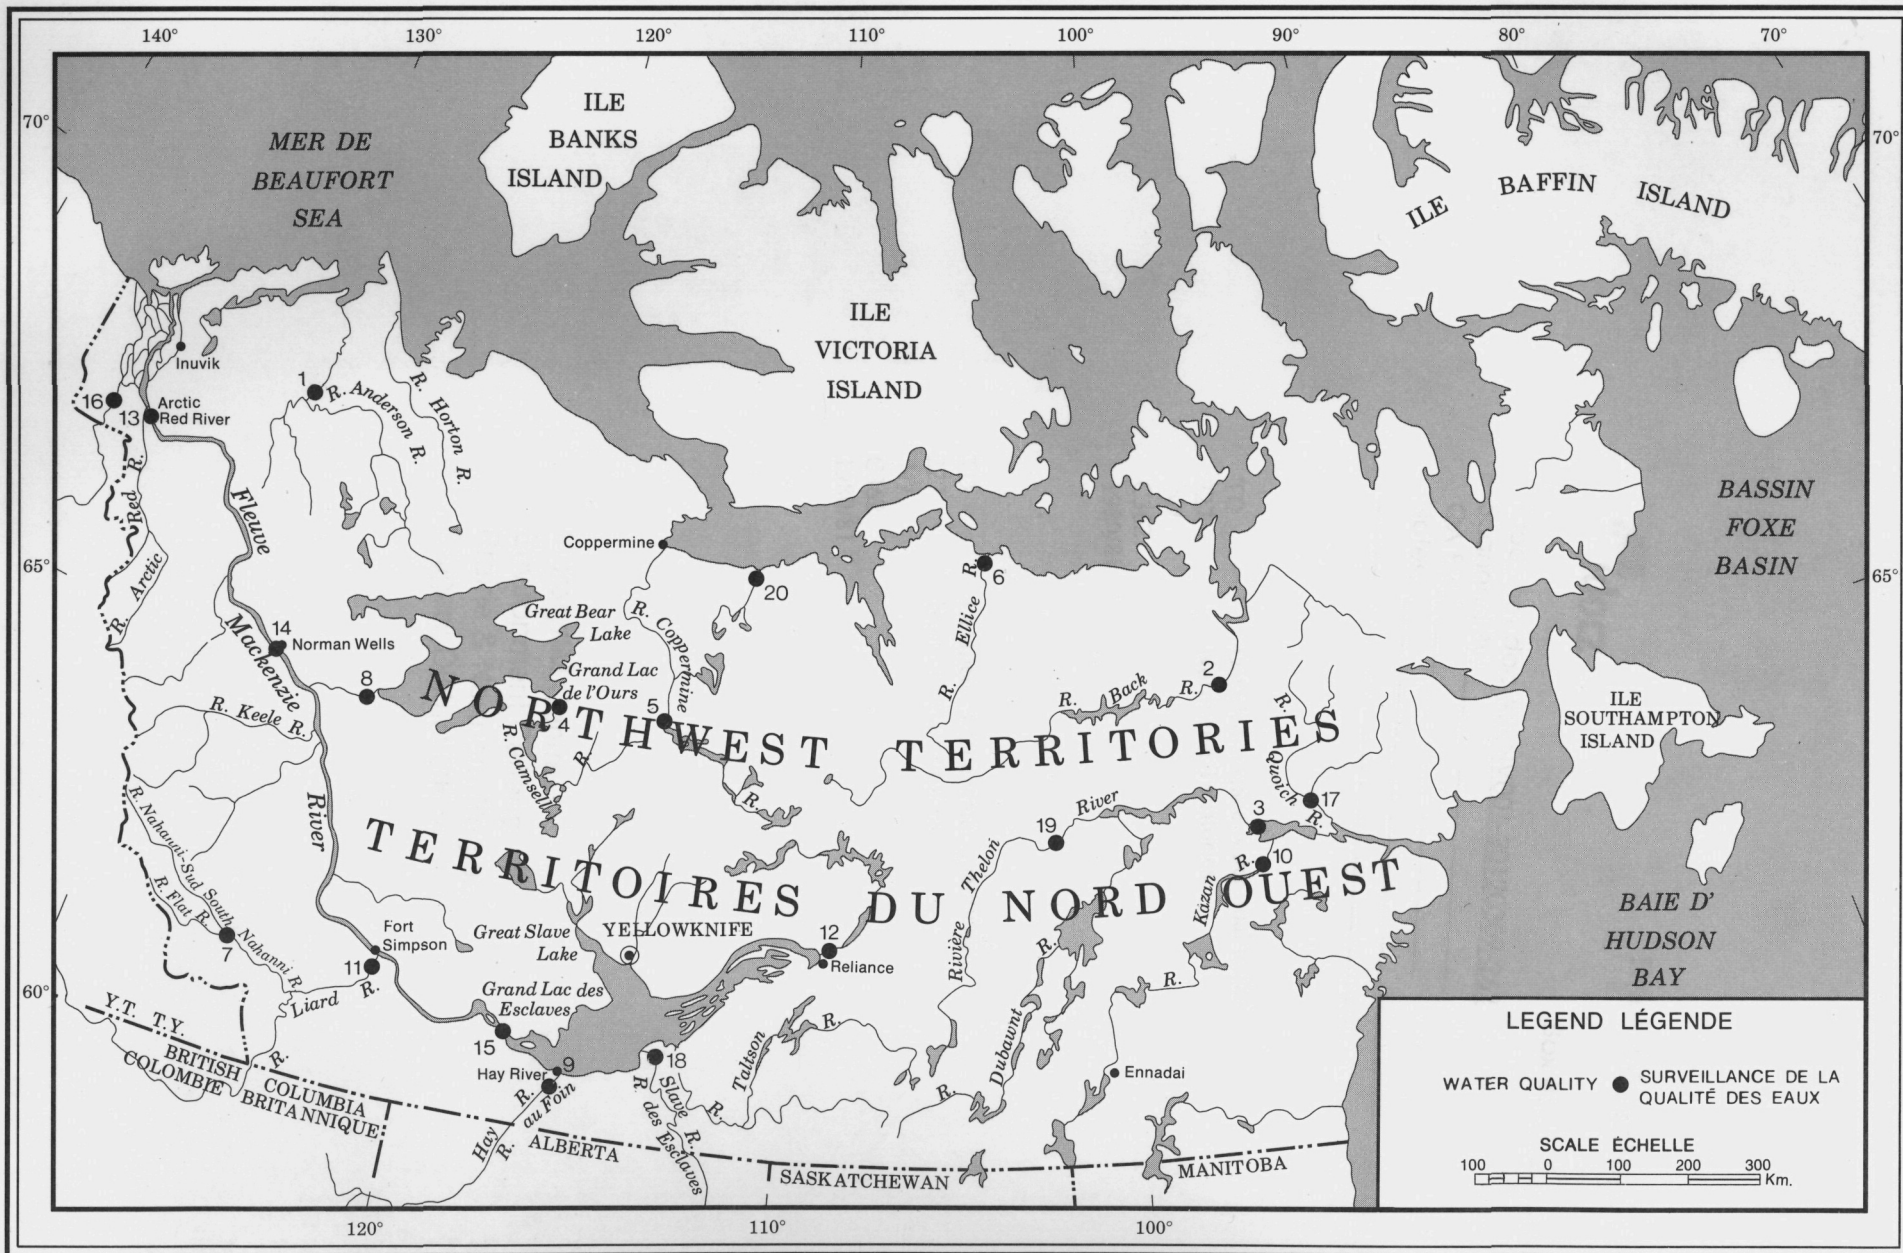 140° 130° 120° 110° 100° 90° 80° 70°
70° 70°
MER DE
BEAUFORT
SEA
ILE
BANKS
ISLAND
ILE BAFFIN ISLAND
ILE
VICTORIA
ISLAND
Inuvik
16
13
Arctic
Red River
1
R. Anderson R.
R. Horton R.
R. Arctic Red R.
Fleuve Mackenzie River
BASSIN
FOXE
BASIN
65° 65°
Coppermine
20
6
R. Ellice R.
Great Bear
Lake
Grand Lac
de l'Ours
R. Coppermine R.
14
Norman Wells
8
4
5
2
R. Back R.
R. Keele R.
R. Camsell R.
NORTHWEST TERRITORIES
ILE
SOUTHAMPTON
ISLAND
R. Quoich R.
17
3
10
19
Rivière Thelon River
R. Kazan R.
TERRITOIRES DU NORD OUEST
R. Nahanni-Sud South Nahanni R.
R. Flat R.
7
Fort
Simpson
11
Liard R.
R.
Great Slave
Lake
YELLOWKNIFE
12
Reliance
Grand Lac des
Esclaves
15
Hay River
9
18
R. Taltson R.
R. Dubawnt R.
Ennadai
BAIE D'
HUDSON
BAY
60°
Y.T. T.Y.
BRITISH COLUMBIA
COLOMBIE BRITANNIQUE
Hay R.
R. au Foin
Slave R.
R. des Esclaves
ALBERTA
SASKATCHEWAN
MANITOBA
LEGEND LÉGENDE
WATER QUALITY ● SURVEILLANCE DE LA
QUALITÉ DES EAUX
SCALE ÉCHELLE
100 0 100 200 300
Km.
120° 110° 100°